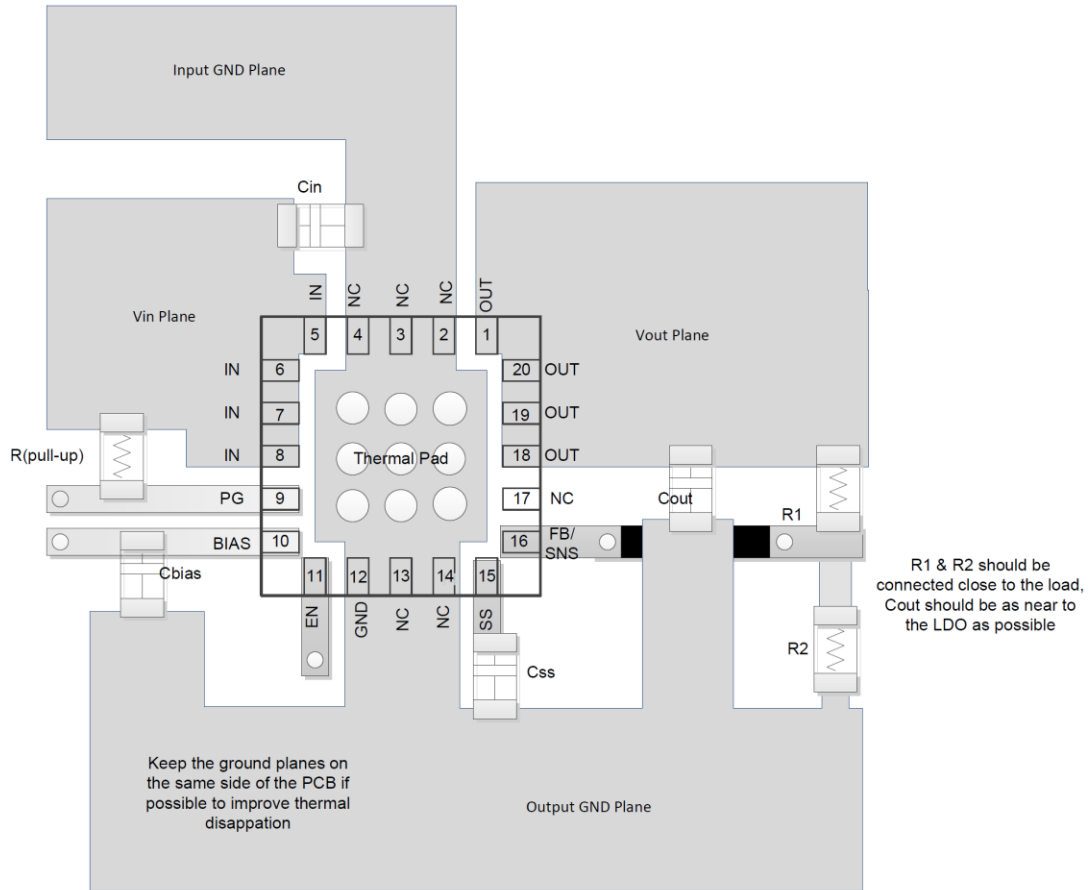 Input GND Plane
Cin
IN
NC
NC
NC
OUT
Vin Plane
Vout Plane
5
4
3
2
1
IN
6
20
OUT
IN
7
19
OUT
R(pull-up)
IN
8
Thermal Pad
18
OUT
PG
9
17
NC
Cout
R1
BIAS
10
16
FB/
SNS
Cbias
11
12
13
14
15
EN
GND
NC
NC
SS
R1 & R2 should be
connected close to the load,
Cout should be as near to
the LDO as possible
R2
Css
Keep the ground planes on
the same side of the PCB if
possible to improve thermal
disappation
Output GND Plane